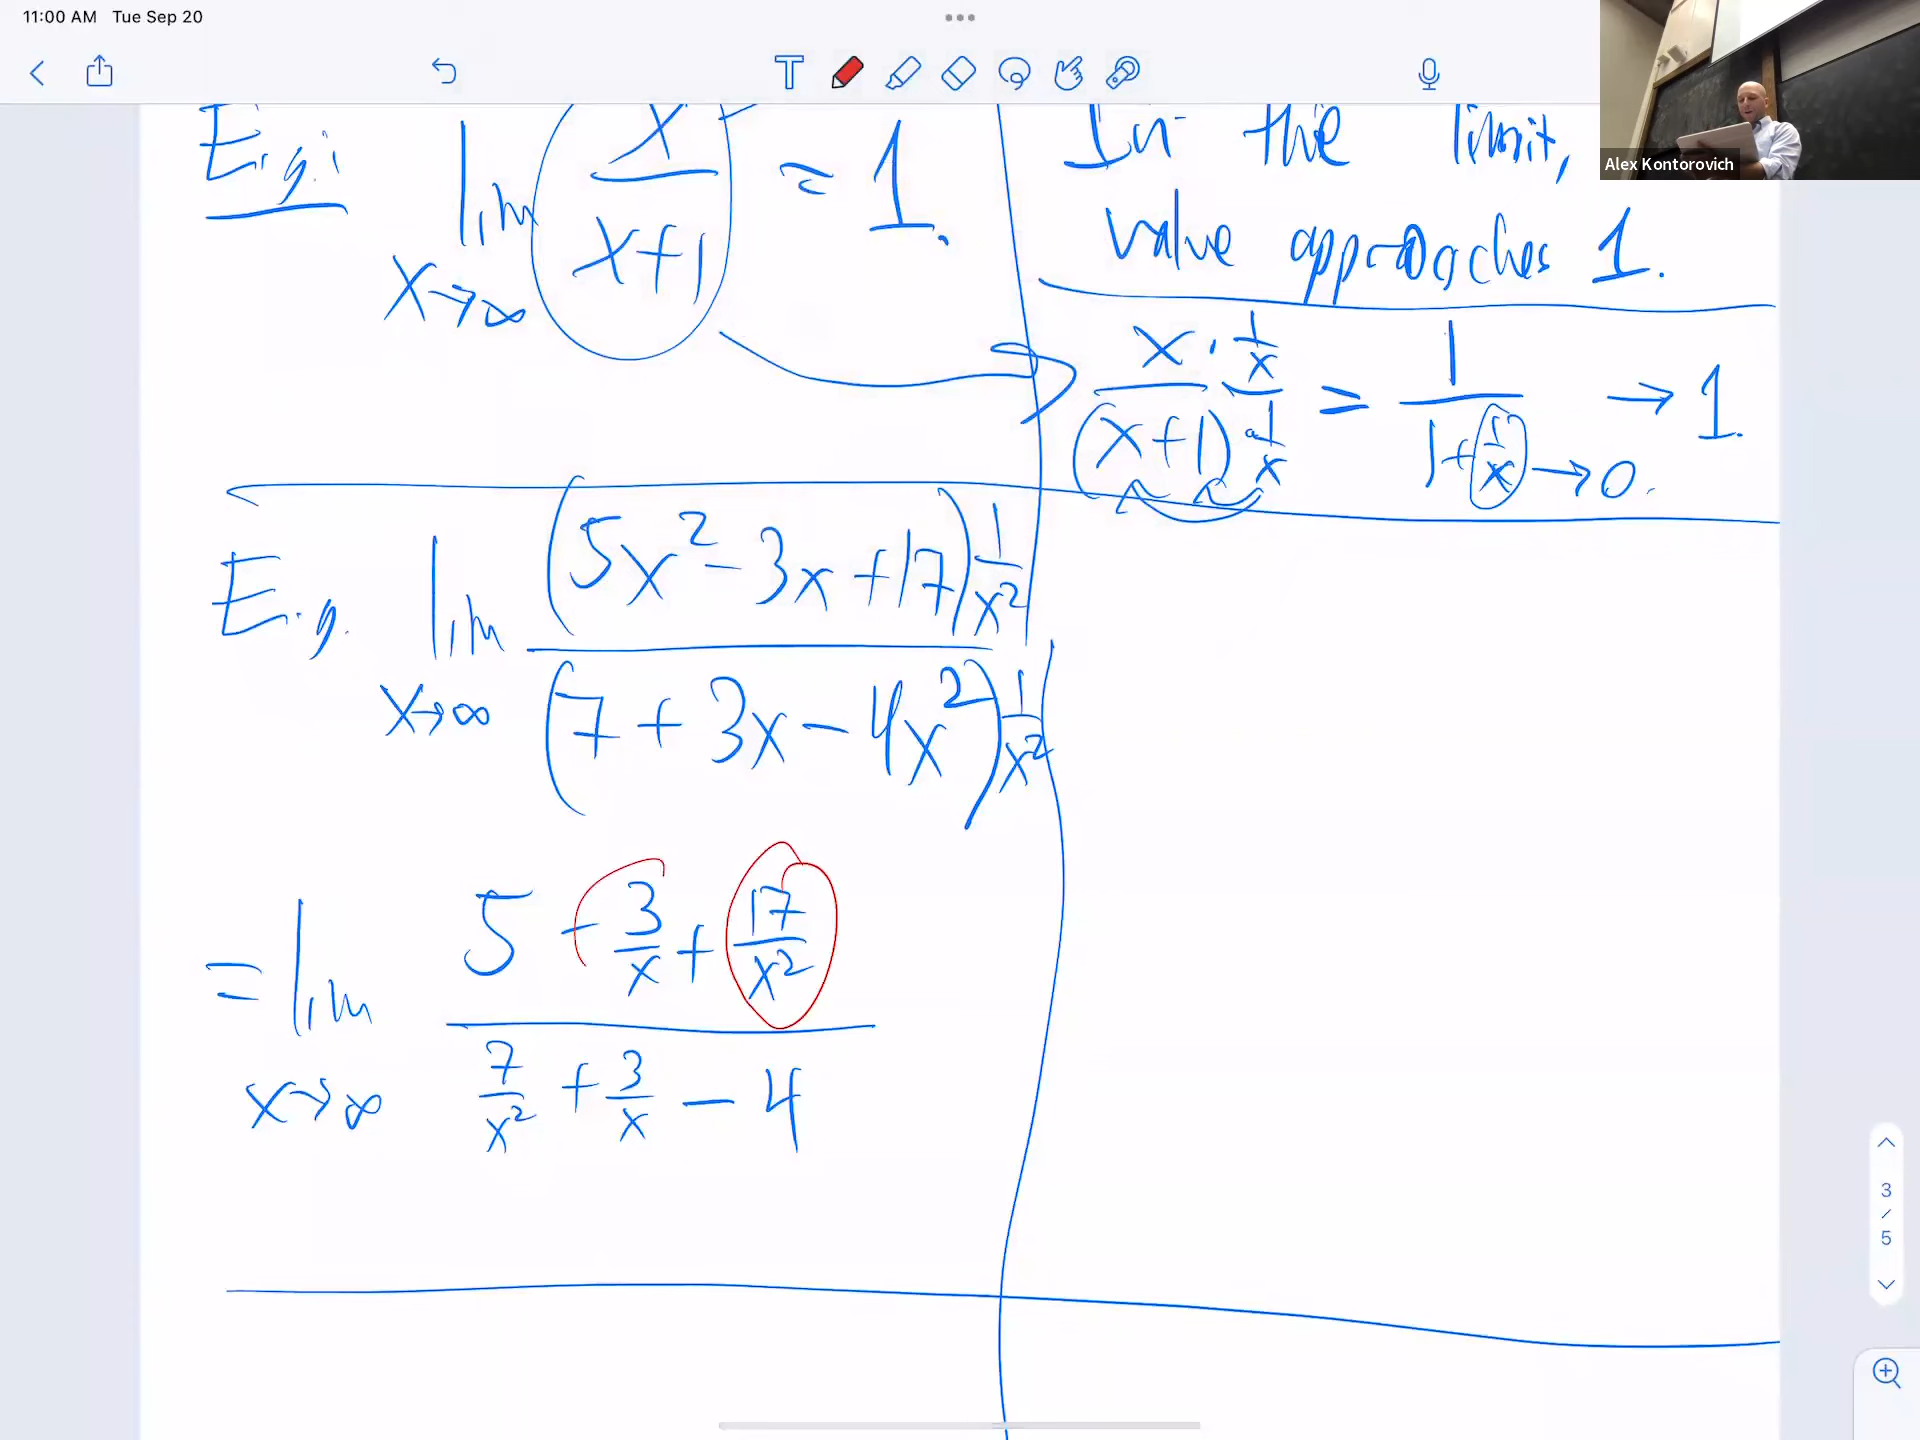 11:00 AM Tue Sep 20
Alex Kontorovich
E.g.: lim x→∞ x/(x+1) = 1.
In the limit,
value approaches 1.
x · 1/x / (x+1) · 1/x = 1/(1+1/x) → 1.
→ 0.
E.g. lim x→∞ (5x² - 3x + 17) 1/x² / (7 + 3x - 4x²) 1/x²
= lim x→∞ (5 - 3/x + 17/x²) / (7/x² + 3/x - 4)
3
/
5